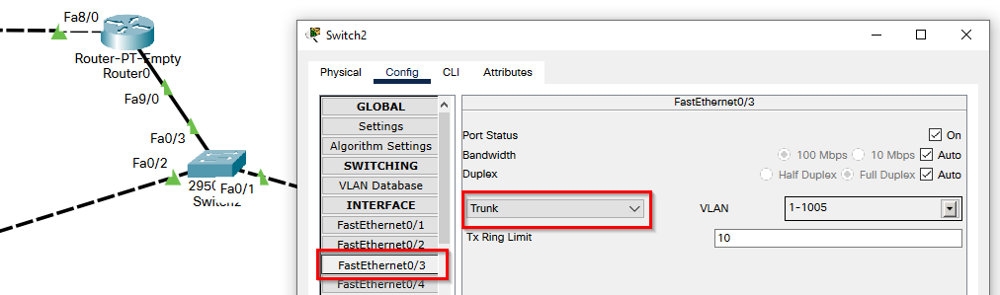 Fa8/0
Router-PT-Empty
Router0
Fa9/0
Fa0/3
Fa0/2
Fa0/1
Switch2
Switch2
Physical Config CLI Attributes
GLOBAL
Settings
Algorithm Settings
SWITCHING
VLAN Database
INTERFACE
FastEthernet0/1
FastEthernet0/2
FastEthernet0/3
FastEthernet0/4
FastEthernet0/3
Port Status On
Bandwidth 100 Mbps 10 Mbps Auto
Duplex Half Duplex Full Duplex Auto
Trunk VLAN 1-1005
Tx Ring Limit 10